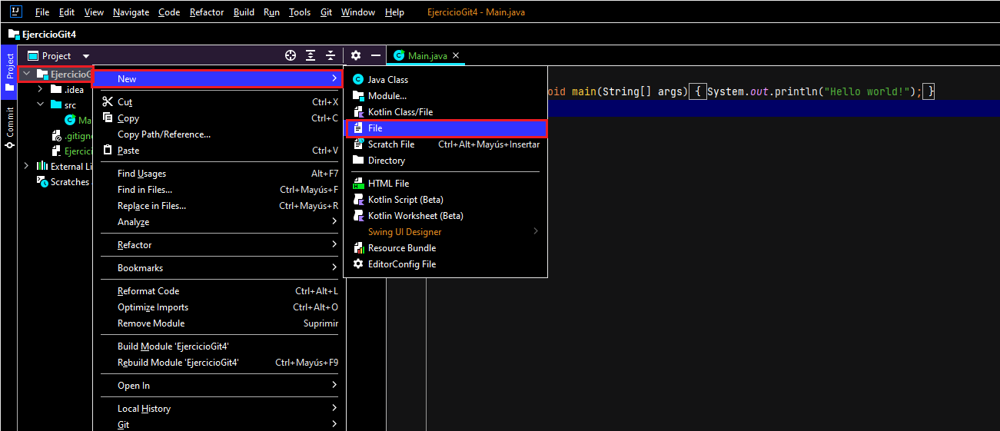 IJ File Edit View Navigate Code Refactor Build Run Tools Git Window Help EjercicioGit4 - Main.java
EjercicioGit4
Project
Commit
Project
Main.java
EjercicioG
.idea
src
Ma
.gitign
Ejercici
External Li
Scratches
New
Cut Ctrl+X
Copy Ctrl+C
Copy Path/Reference...
Paste Ctrl+V
Find Usages Alt+F7
Find in Files... Ctrl+Mayús+F
Replace in Files... Ctrl+Mayús+R
Analyze
Refactor
Bookmarks
Reformat Code Ctrl+Alt+L
Optimize Imports Ctrl+Alt+O
Remove Module Suprimir
Build Module 'EjercicioGit4'
Rebuild Module 'EjercicioGit4' Ctrl+Mayús+F9
Open In
Local History
Git
Java Class
Module...
Kotlin Class/File
File
Scratch File Ctrl+Alt+Mayús+Insertar
Directory
HTML File
Kotlin Script (Beta)
Kotlin Worksheet (Beta)
Swing UI Designer
Resource Bundle
EditorConfig File
oid main(String[] args) { System.out.println("Hello world!"); }